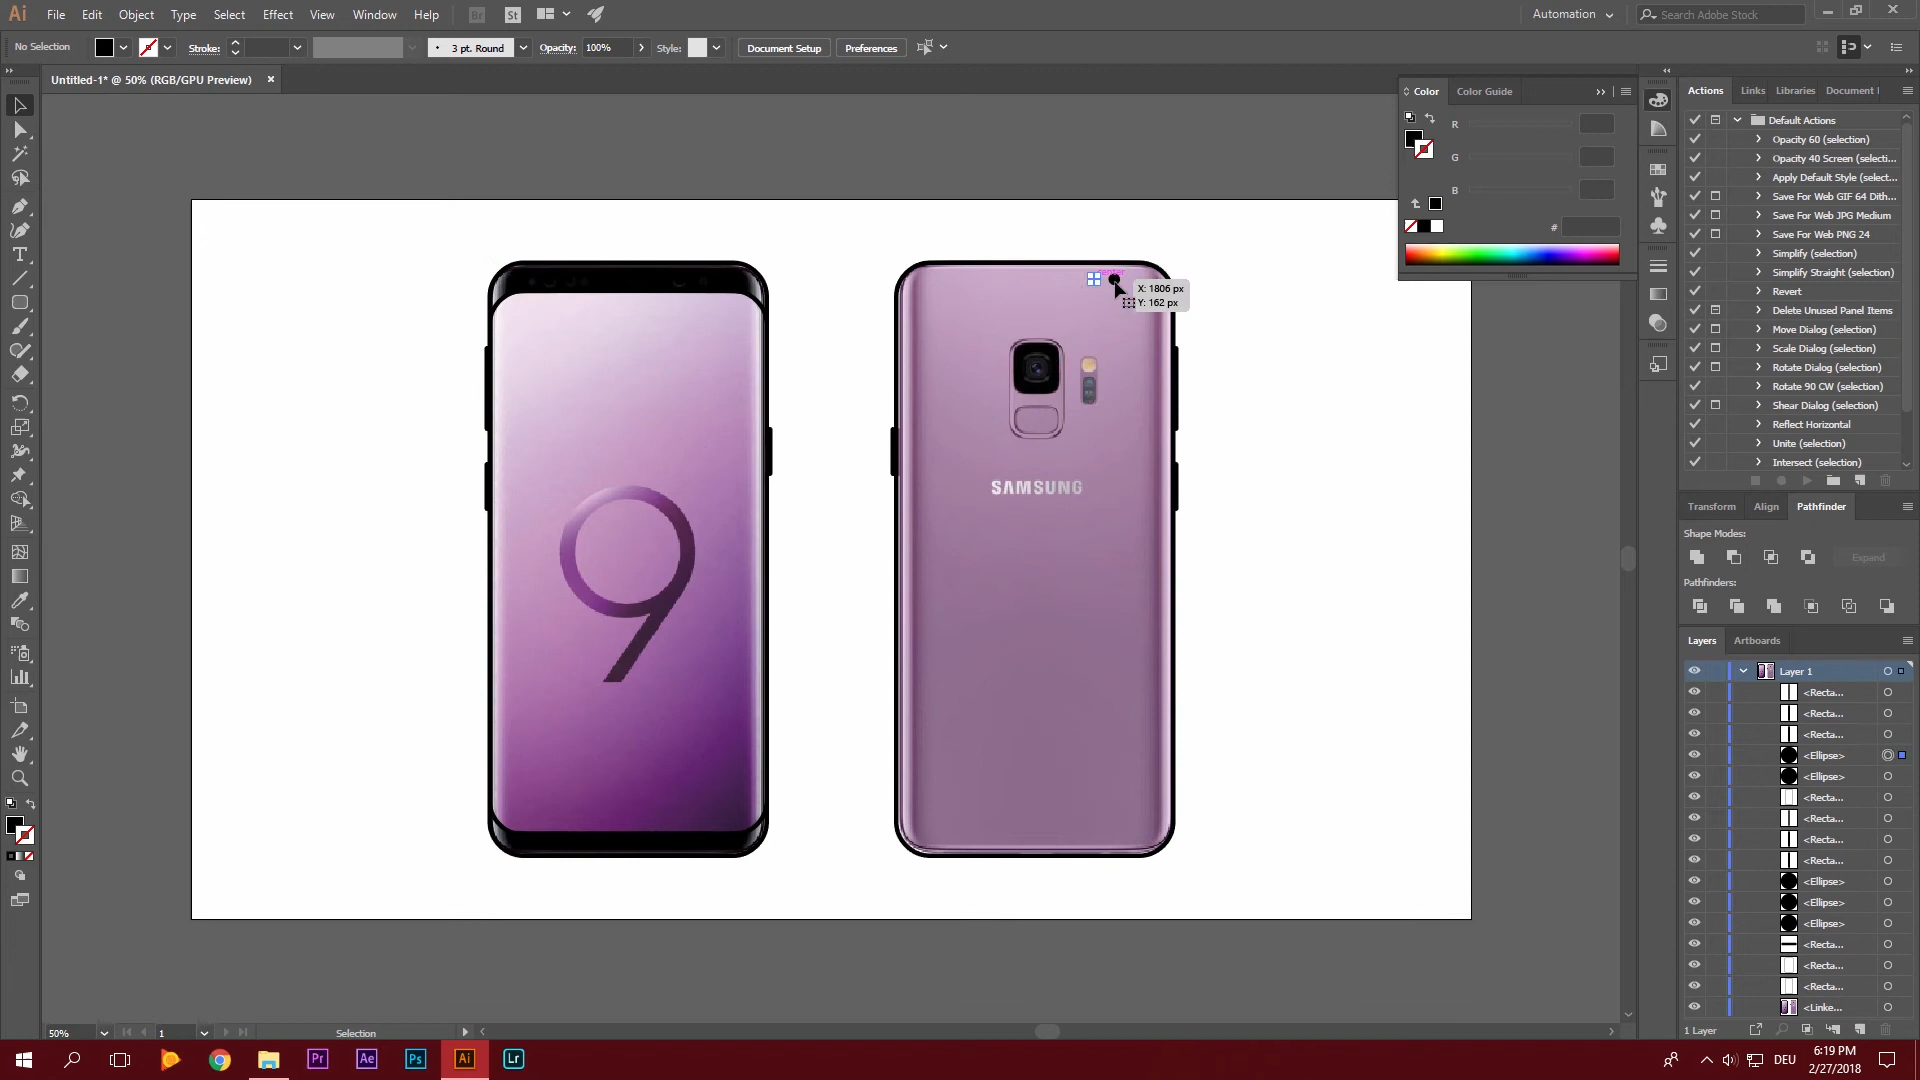 Ai File Edit Object Type Select Effect View Window Help Br St Automation Search Adobe Stock
No Selection Stroke: 3 pt. Round Opacity: 100% Style: Document Setup Preferences
Untitled-1* @ 50% (RGB/GPU Preview) ×
Color Color Guide
R
G
B
#
Actions Links Libraries Document I
Default Actions
Opacity 60 (selection)
Opacity 40 Screen (selecti...
Apply Default Style (select...
Save For Web GIF 64 Dith...
Save For Web JPG Medium
Save For Web PNG 24
Simplify (selection)
Simplify Straight (selection)
Revert
Delete Unused Panel Items
Move Dialog (selection)
Scale Dialog (selection)
Rotate Dialog (selection)
Rotate 90 CW (selection)
Shear Dialog (selection)
Reflect Horizontal
Unite (selection)
Intersect (selection)
X: 1806 px
Y: 162 px
SAMSUNG
9
Transform Align Pathfinder
Shape Modes:
Expand
Pathfinders:
Layers Artboards
Layer 1
<Recta...
<Recta...
<Recta...
<Ellipse>
<Ellipse>
<Recta...
<Recta...
<Recta...
<Recta...
<Ellipse>
<Ellipse>
<Ellipse>
<Recta...
<Recta...
<Recta...
<Linke...
1 Layer
50% 1 Selection
Pr Ae Ps Ai Lr
DEU
6:19 PM
2/27/2018